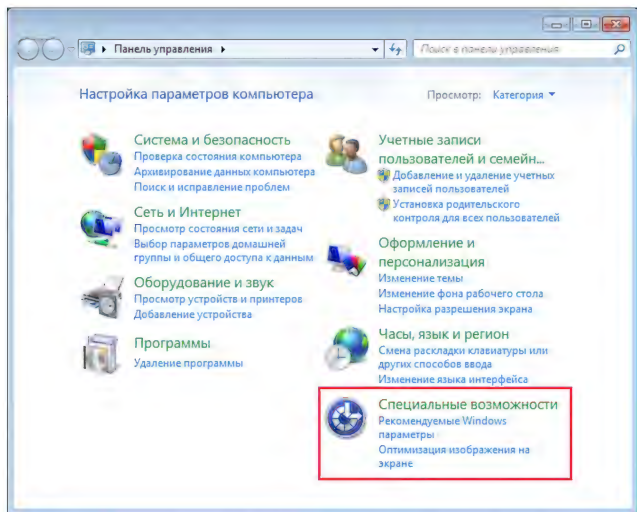 Панель управления
Поиск в панели управления
Настройка параметров компьютера
Просмотр: Категория
Система и безопасность
Проверка состояния компьютера
Архивирование данных компьютера
Поиск и исправление проблем
Сеть и Интернет
Просмотр состояния сети и задач
Выбор параметров домашней
группы и общего доступа к данным
Оборудование и звук
Просмотр устройств и принтеров
Добавление устройства
Программы
Удаление программы
Учетные записи
пользователей и семейн...
Добавление и удаление учетных
записей пользователей
Установка родительского
контроля для всех пользователей
Оформление и
персонализация
Изменение темы
Изменение фона рабочего стола
Настройка разрешения экрана
Часы, язык и регион
Смена раскладки клавиатуры или
других способов ввода
Изменение языка интерфейса
Специальные возможности
Рекомендуемые Windows
параметры
Оптимизация изображения на
экране